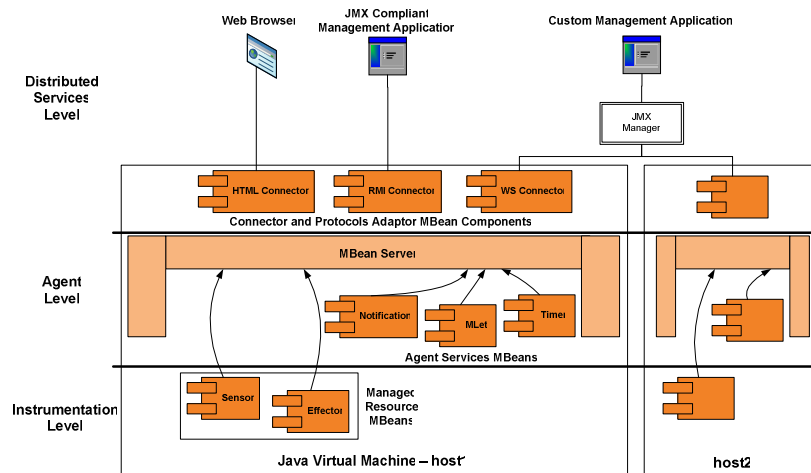 Web Browser
JMX Compliant
Management Application
Custom Management Application
Distributed
Services
Level
JMX
Manager
HTML Connector
RMI Connector
WS Connector
Connector and Protocols Adaptor MBean Components
MBean Server
Agent
Level
Notification
MLet
Timer
Agent Services MBeans
Instrumentation
Level
Sensor
Effector
Managed
Resource
MBeans
Java Virtual Machine – host1
host2